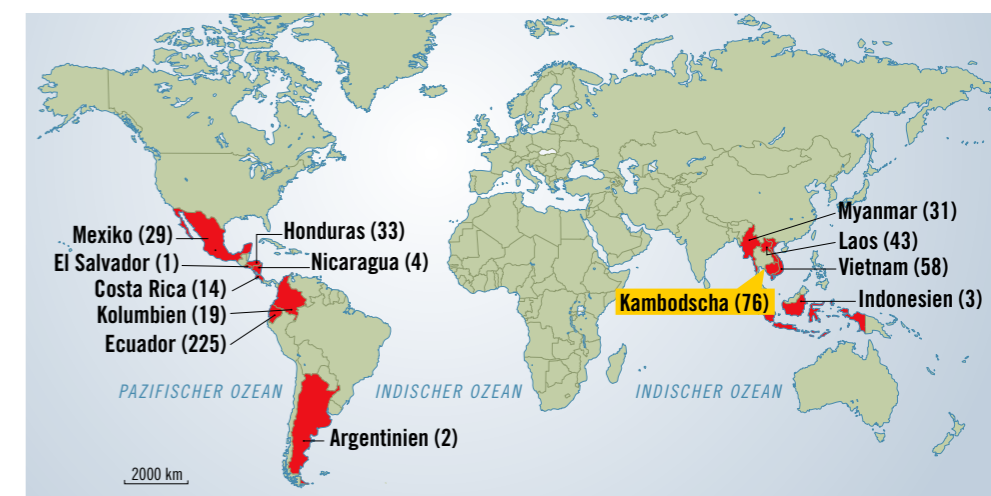 Mexiko (29)
El Salvador (1)
Costa Rica (14)
Kolumbien (19)
Ecuador (225)
Honduras (33)
Nicaragua (4)
Argentinien (2)
Myanmar (31)
Laos (43)
Vietnam (58)
Kambodscha (76)
Indonesien (3)
PAZIFISCHER OZEAN
INDISCHER OZEAN
INDISCHER OZEAN
2000 km